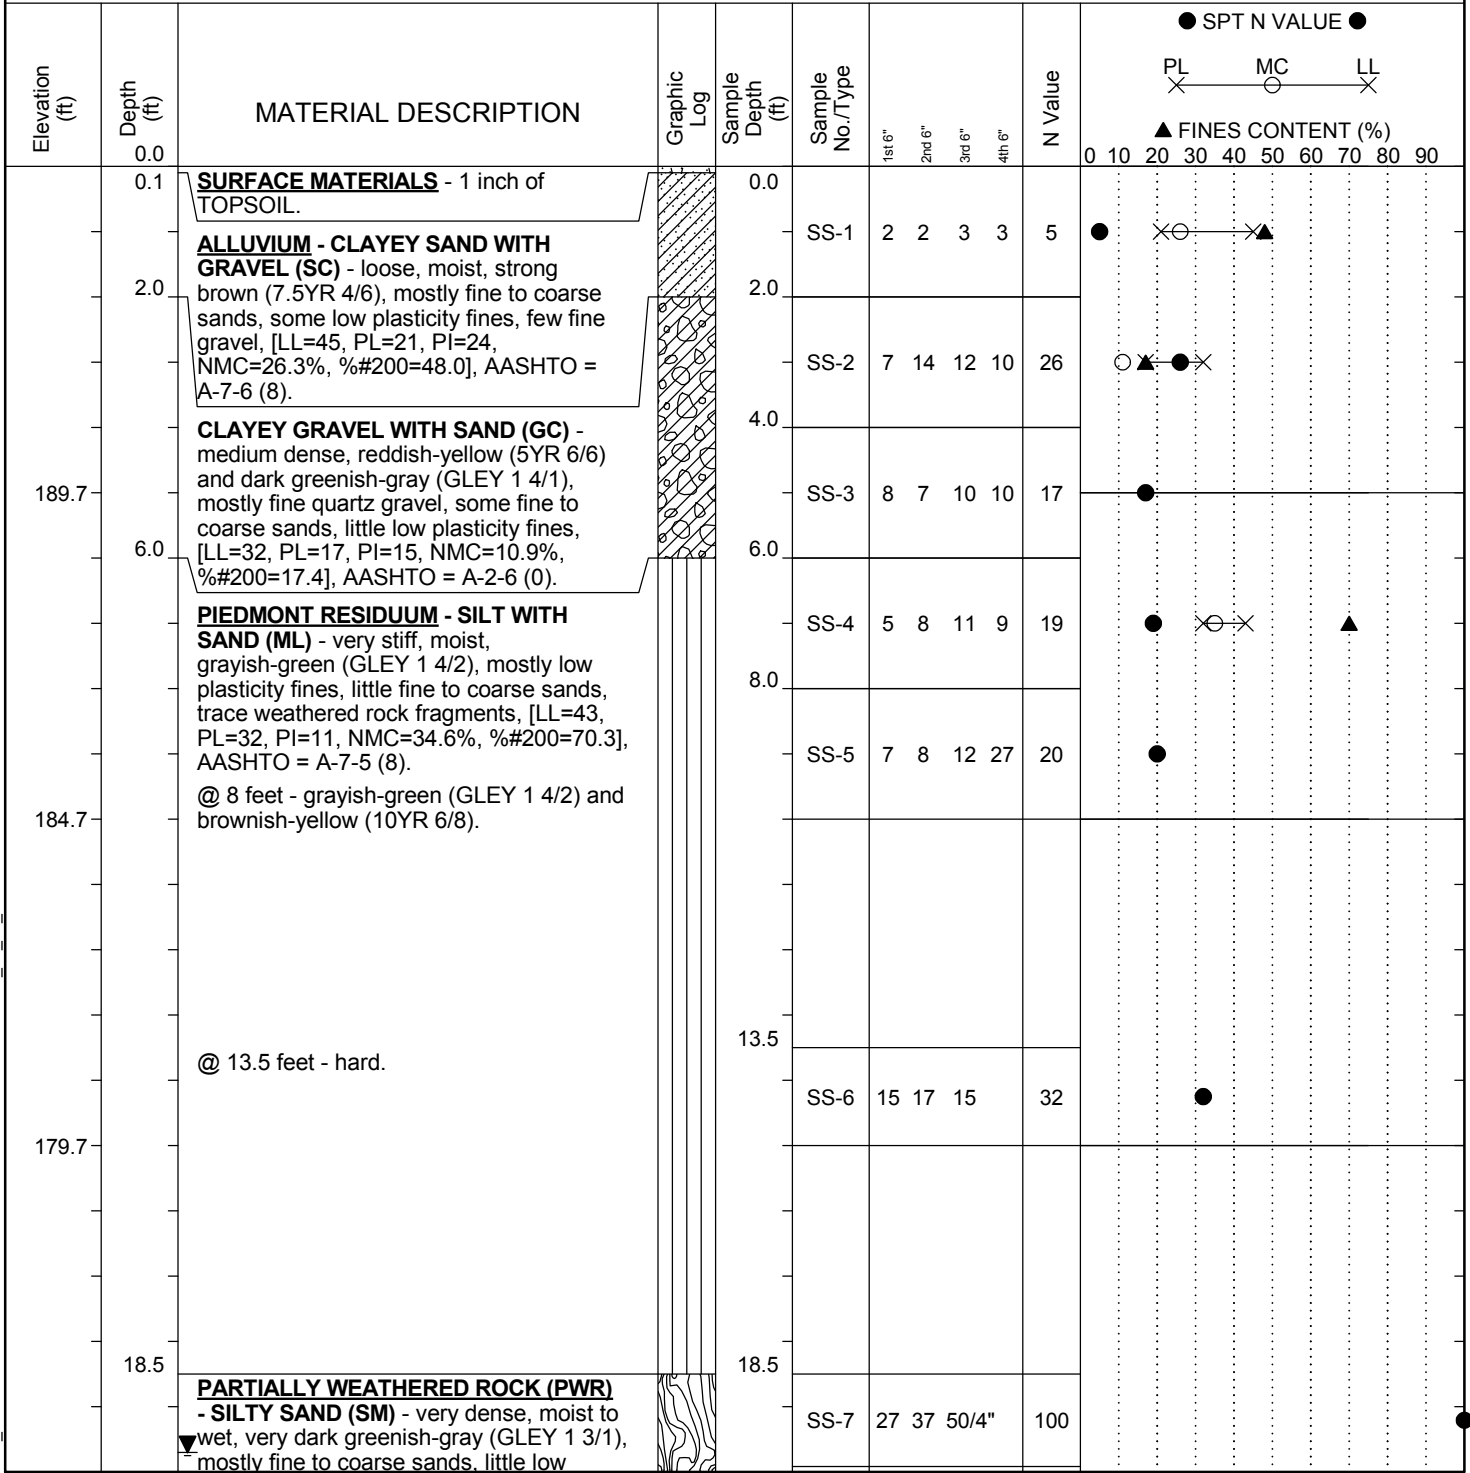 ● SPT N VALUE ●
PL MC LL
▲ FINES CONTENT (%)
0 10 20 30 40 50 60 70 80 90
Elevation (ft)
Depth (ft)
0.0
MATERIAL DESCRIPTION
Graphic Log
Sample Depth (ft)
Sample No./Type
1st 6"
2nd 6"
3rd 6"
4th 6"
N Value
0.1
SURFACE MATERIALS - 1 inch of
TOPSOIL.
0.0
ALLUVIUM - CLAYEY SAND WITH
GRAVEL (SC) - loose, moist, strong
brown (7.5YR 4/6), mostly fine to coarse
sands, some low plasticity fines, few fine
gravel, [LL=45, PL=21, PI=24,
NMC=26.3%, %#200=48.0], AASHTO =
A-7-6 (8).
SS-1 2 2 3 3 5
2.0
2.0
CLAYEY GRAVEL WITH SAND (GC) -
medium dense, reddish-yellow (5YR 6/6)
and dark greenish-gray (GLEY 1 4/1),
mostly fine quartz gravel, some fine to
coarse sands, little low plasticity fines,
[LL=32, PL=17, PI=15, NMC=10.9%,
%#200=17.4], AASHTO = A-2-6 (0).
SS-2 7 14 12 10 26
4.0
189.7
SS-3 8 7 10 10 17
6.0
6.0
PIEDMONT RESIDUUM - SILT WITH
SAND (ML) - very stiff, moist,
grayish-green (GLEY 1 4/2), mostly low
plasticity fines, little fine to coarse sands,
trace weathered rock fragments, [LL=43,
PL=32, PI=11, NMC=34.6%, %#200=70.3],
AASHTO = A-7-5 (8).
SS-4 5 8 11 9 19
8.0
SS-5 7 8 12 27 20
@ 8 feet - grayish-green (GLEY 1 4/2) and
brownish-yellow (10YR 6/8).
184.7
13.5
@ 13.5 feet - hard.
SS-6 15 17 15 32
179.7
18.5
18.5
PARTIALLY WEATHERED ROCK (PWR)
- SILTY SAND (SM) - very dense, moist to
wet, very dark greenish-gray (GLEY 1 3/1),
mostly fine to coarse sands, little low
SS-7 27 37 50/4" 100